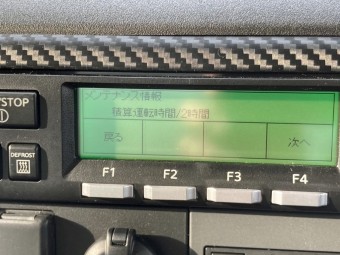 メンテナンス情報
積算運転時間/2時間
戻る
次へ
/STOP
DEFROST
F1 F2 F3 F4